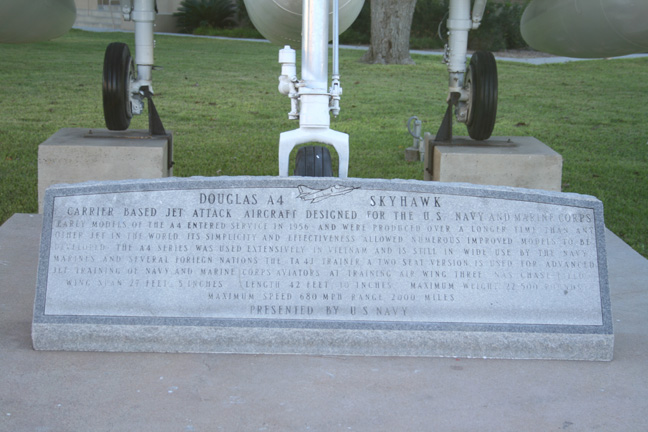 DOUGLAS A4 SKYHAWK
CARRIER BASED JET ATTACK AIRCRAFT DESIGNED FOR THE U.S. NAVY AND MARINE CORPS
EARLY MODELS OF THE A4 ENTERED SERVICE IN 1956 AND WERE PRODUCED OVER A LONGER TIME THAN ANY
OTHER JET IN THE WORLD ITS SIMPLICITY AND EFFECTIVENESS ALLOWED NUMEROUS IMPROVED MODELS TO BE
DEVELOPED THE A4 SERIES WAS USED EXTENSIVELY IN VIETNAM AND IS STILL IN WIDE USE BY THE NAVY
MARINES AND SEVERAL FORIEGN NATIONS THE TA 4J TRAINER A TWO SEAT VERSION, IS USED FOR ADVANCED
JET TRAINING OF NAVY AND MARINE CORPS AVIATORS AT TRAINING AIR WING THREE, NAS CHASE FIELD
WING SPAN 27 FEET, INCHES LENGTH 42 FEET, 10 INCHES MAXIMUM WEIGHT
MAXIMUM SPEED 680 MPH RANGE 2000 MILES
PRESENTED BY U.S. NAVY